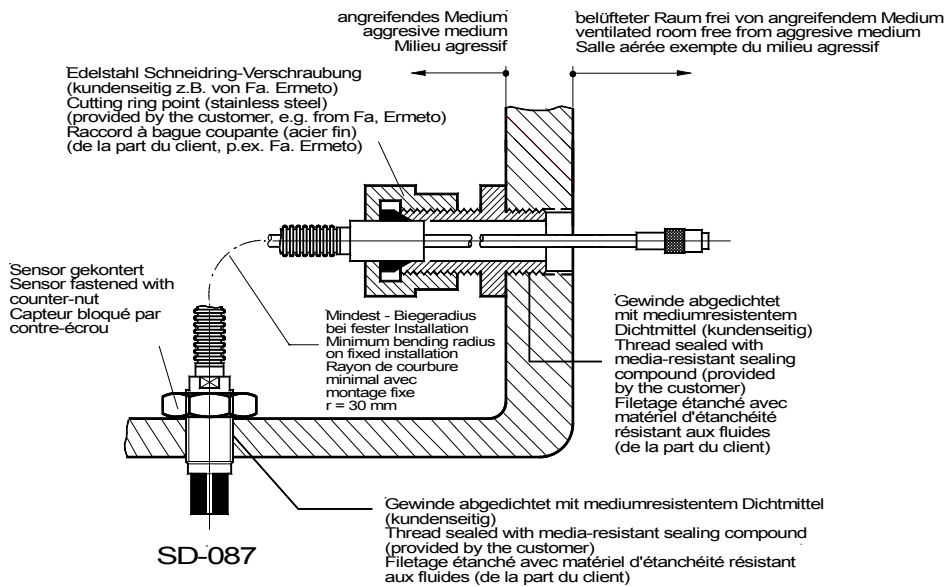 angreifendes Medium
aggresive medium
Milieu agressif
belüfteter Raum frei von angreifendem Medium
ventilated room free from aggresive medium
Salle aérée exempte du milieu agressif
Edelstahl Schneidring-Verschraubung
(kundenseitig z.B. von Fa. Ermeto)
Cutting ring point (stainless steel)
(provided by the customer, e.g. from Fa, Ermeto)
Raccord à bague coupante (acier fin)
(de la part du client, p.ex. Fa. Ermeto)
Sensor gekontert
Sensor fastened with
counter-nut
Capteur bloqué par
contre-écrou
Mindest - Biegeradius
bei fester Installation
Minimum bending radius
on fixed installation
Rayon de courbure
minimal avec
montage fixe
r = 30 mm
Gewinde abgedichtet
mit mediumresistentem
Dichtmittel (kundenseitig)
Thread sealed with
media-resistant sealing
compound (provided
by the customer)
Filetage étanché avec
matériel d'étanchéité
résistant aux fluides
(de la part du client)
Gewinde abgedichtet mit mediumresistentem Dichtmittel
(kundenseitig)
Thread sealed with media-resistant sealing compound
(provided by the customer)
Filetage étanché avec matériel d'étanchéité résistant
aux fluides (de la part du client)
SD-087